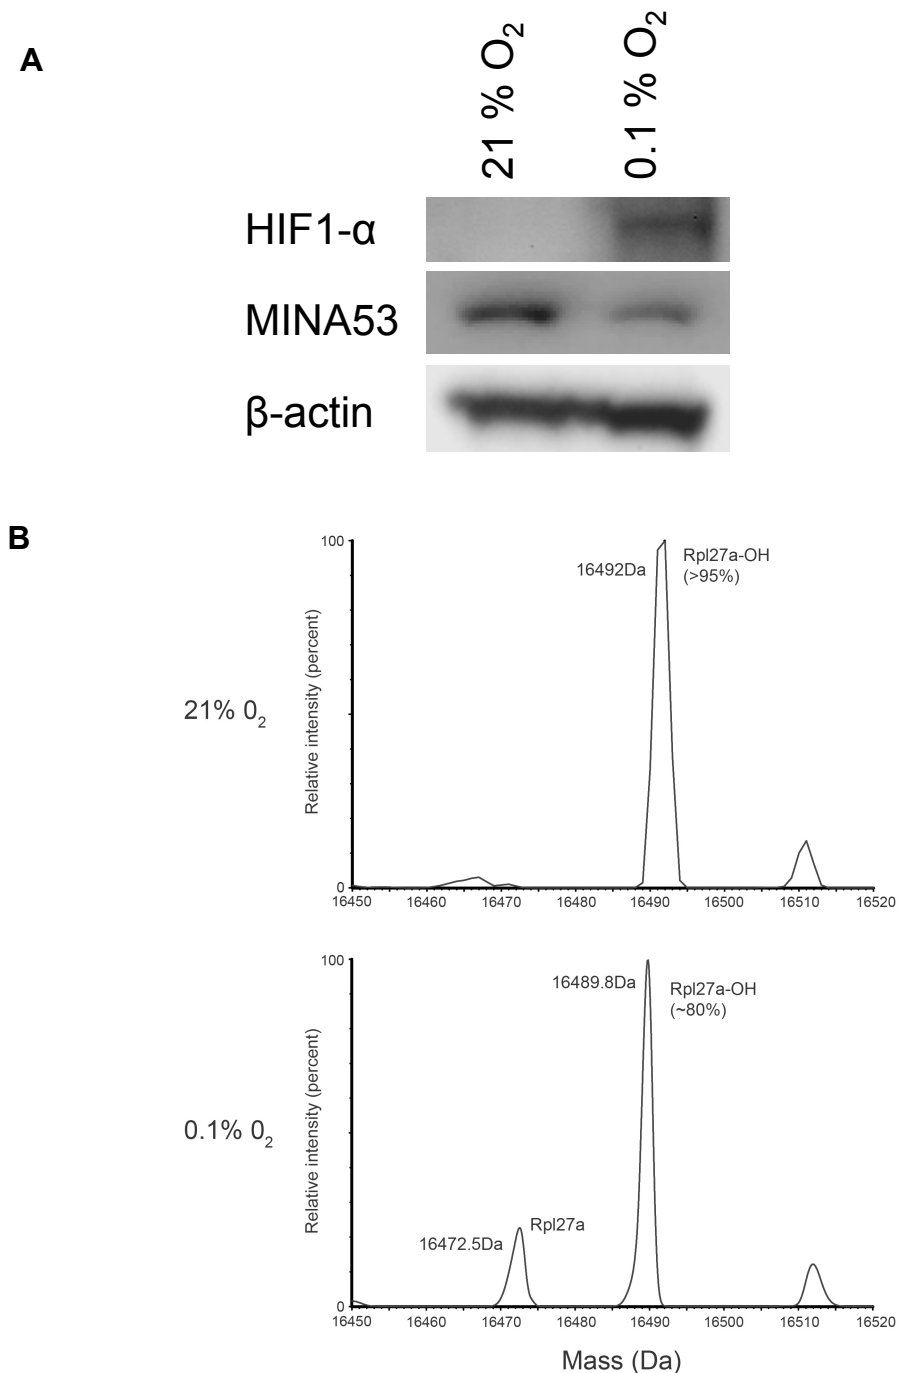 A
21 % O₂
0.1 % O₂
HIF1-α
MINA53
β-actin
B
21% 0₂
Relative intensity (percent)
100
0
16492Da
Rpl27a-OH
(>95%)
16450 16460 16470 16480 16490 16500 16510 16520
0.1% 0₂
Relative intensity (percent)
100
0
16489.8Da
Rpl27a-OH
(~80%)
16472.5Da
Rpl27a
16450 16460 16470 16480 16490 16500 16510 16520
Mass (Da)